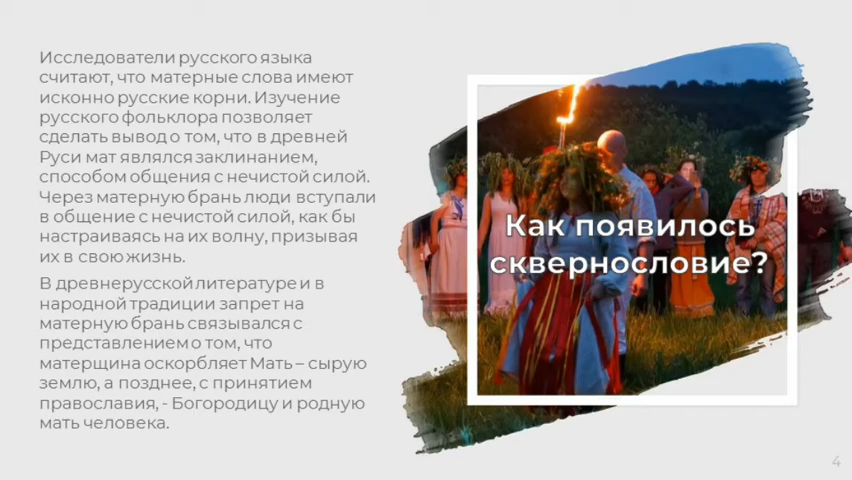 Исследователи русского языка
считают, что матерные слова имеют
исконно русские корни. Изучение
русского фольклора позволяет
сделать вывод о том, что в древней
Руси мат являлся заклинанием,
способом общения с нечистой силой.
Через матерную брань люди вступали
в общение с нечистой силой, как бы
настраиваясь на их волну, призывая
их в свою жизнь.
В древнерусской литературе и в
народной традиции запрет на
матерную брань связывался с
представлением о том, что
матерщина оскорбляет Мать – сырую
землю, а позднее, с принятием
православия, - Богородицу и родную
мать человека.
Как появилось
сквернословие?
4